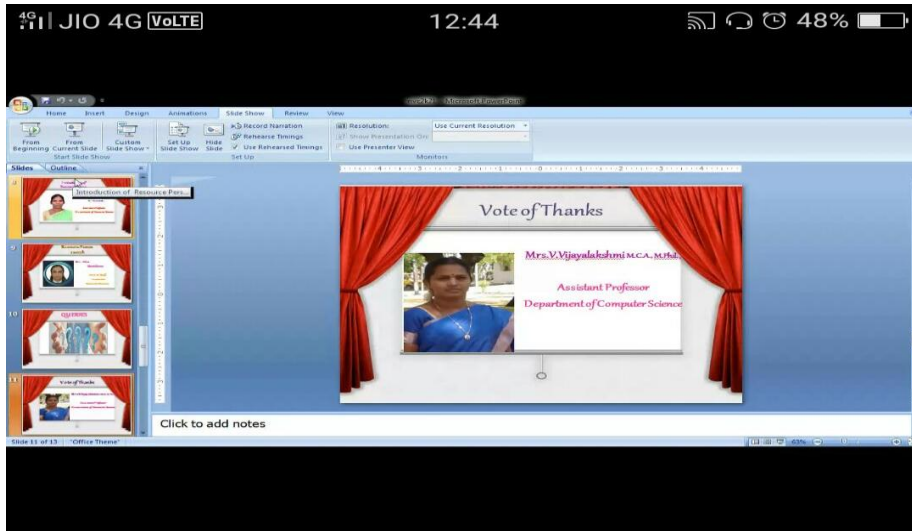 4G JIO 4G VoLTE 12:44 48%
Home Insert Design Animations Slide Show Review View
Record Narration
Rehearse Timings
Use Rehearsed Timings
From Beginning
From Current Slide
Custom Slide Show
Set Up Slide Show
Hide Slide
Resolution: Use Current Resolution
Use Presenter View
Start Slide Show
Set Up
Monitors
Slides Outline
Introduction of Resource Pers...
9
10
QUERIES
11
Vote of Thanks
Vote of Thanks
Mrs.V.Vijayalakshmi M.C.A., M.Phil.
Assistant Professor
Department of Computer Science
Click to add notes
Slide 11 of 13 "Office Theme" 63%